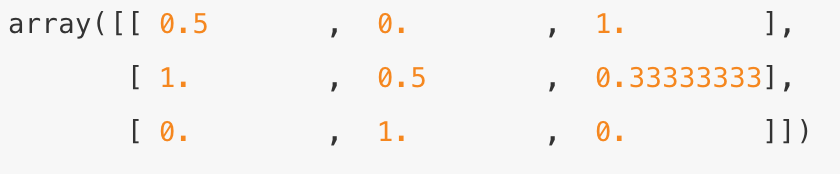 array([[ 0.5       ,  0.        ,  1.        ],
       [ 1.        ,  0.5       ,  0.33333333],
       [ 0.        ,  1.        ,  0.        ]])